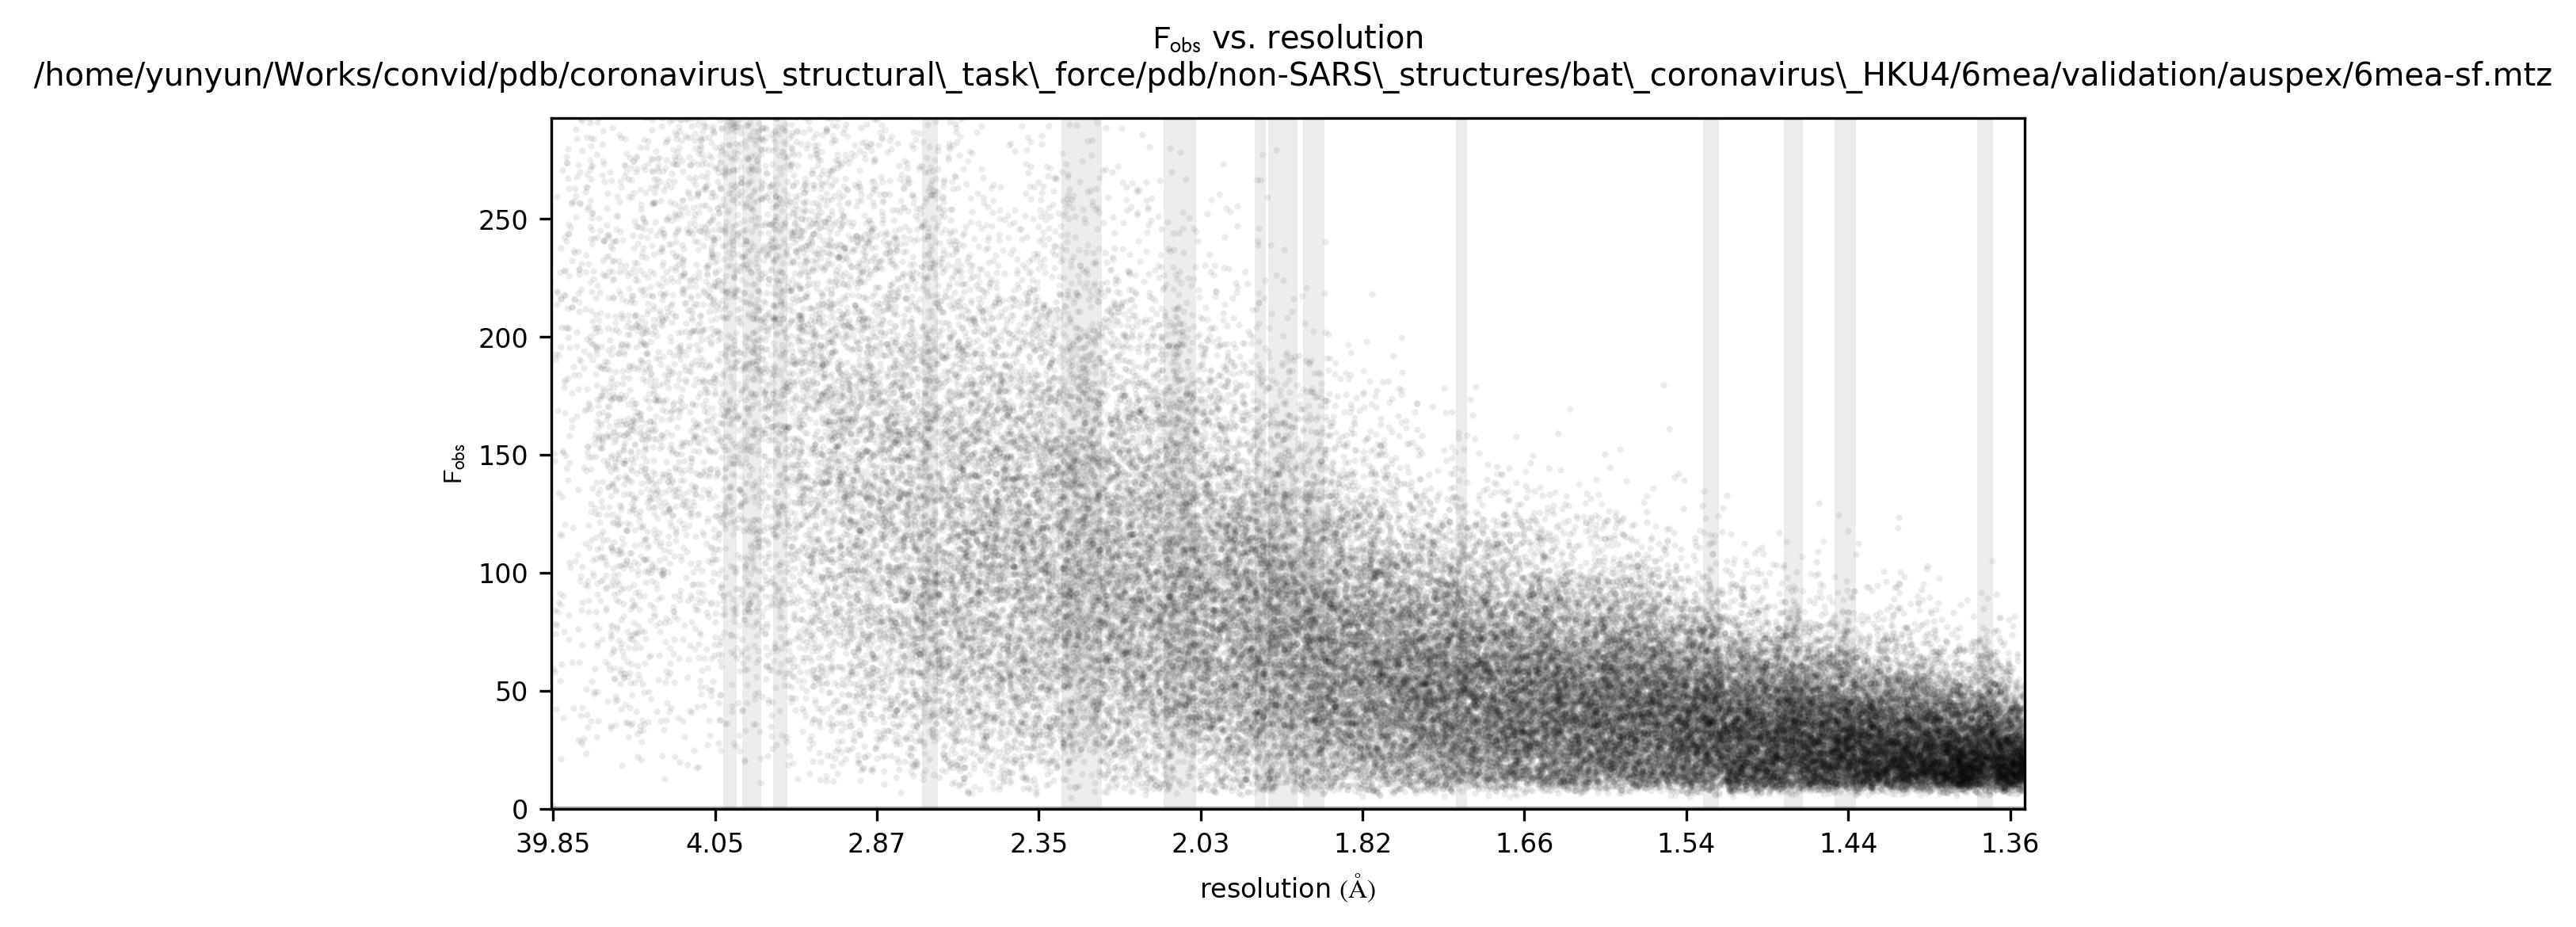 Fobs vs. resolution
/home/yunyun/Works/convid/pdb/coronavirus\_structural\_task\_force/pdb/non-SARS\_structures/bat\_coronavirus\_HKU4/6mea/validation/auspex/6mea-sf.mtz
250
200
150
100
50
0
Fobs
39.85 4.05 2.87 2.35 2.03 1.82 1.66 1.54 1.44 1.36
resolution (Å)